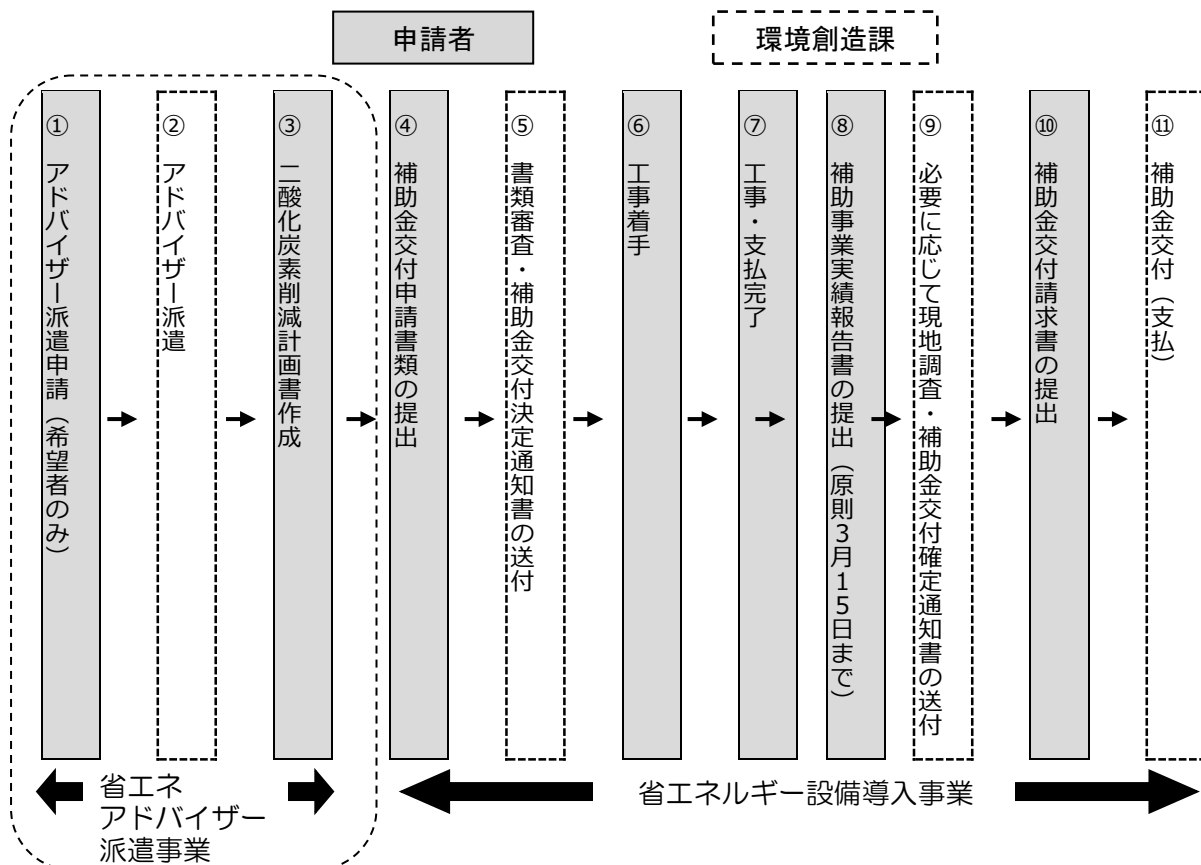 申請者
環境創造課
① アドバイザー派遣申請（希望者のみ）
② アドバイザー派遣
③ 二酸化炭素削減計画書作成
④ 補助金交付申請書類の提出
⑤ 書類審査・補助金交付決定通知書の送付
⑥ 工事着手
⑦ 工事・支払完了
⑧ 補助事業実績報告書の提出（原則３月１５日まで）
⑨ 必要に応じて現地調査・補助金交付確定通知書の送付
⑩ 補助金交付請求書の提出
⑪ 補助金交付（支払）
省エネ
アドバイザー
派遣事業
省エネルギー設備導入事業